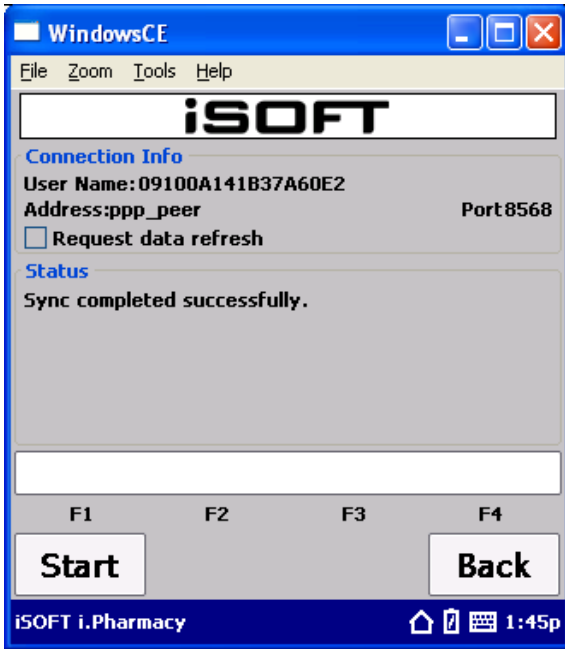 WindowsCE
File Zoom Tools Help
iSOFT
Connection Info
User Name:09100A141B37A60E2
Address:ppp_peer Port8568
Request data refresh
Status
Sync completed successfully.
F1 F2 F3 F4
Start Back
iSOFT i.Pharmacy 1:45p